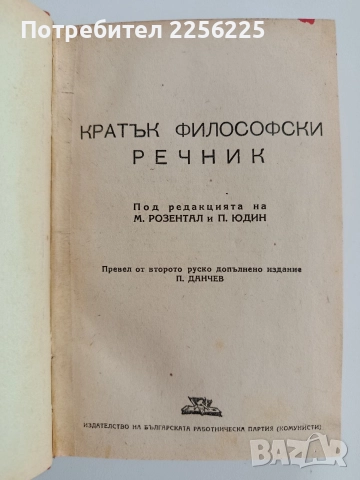 Потребител 2256225
КРАТЪК ФИЛОСОФСКИ
РЕЧНИК
Под редакцията на
М. РОЗЕНТАЛ и П. ЮДИН
Превел от второто руско допълнено издание
П. ДАНЧЕВ
ИЗДАТЕЛСТВО НА БЪЛГАРСКАТА РАБОТНИЧЕСКА ПАРТИЯ (КОМУНИСТИ)
BAZAR